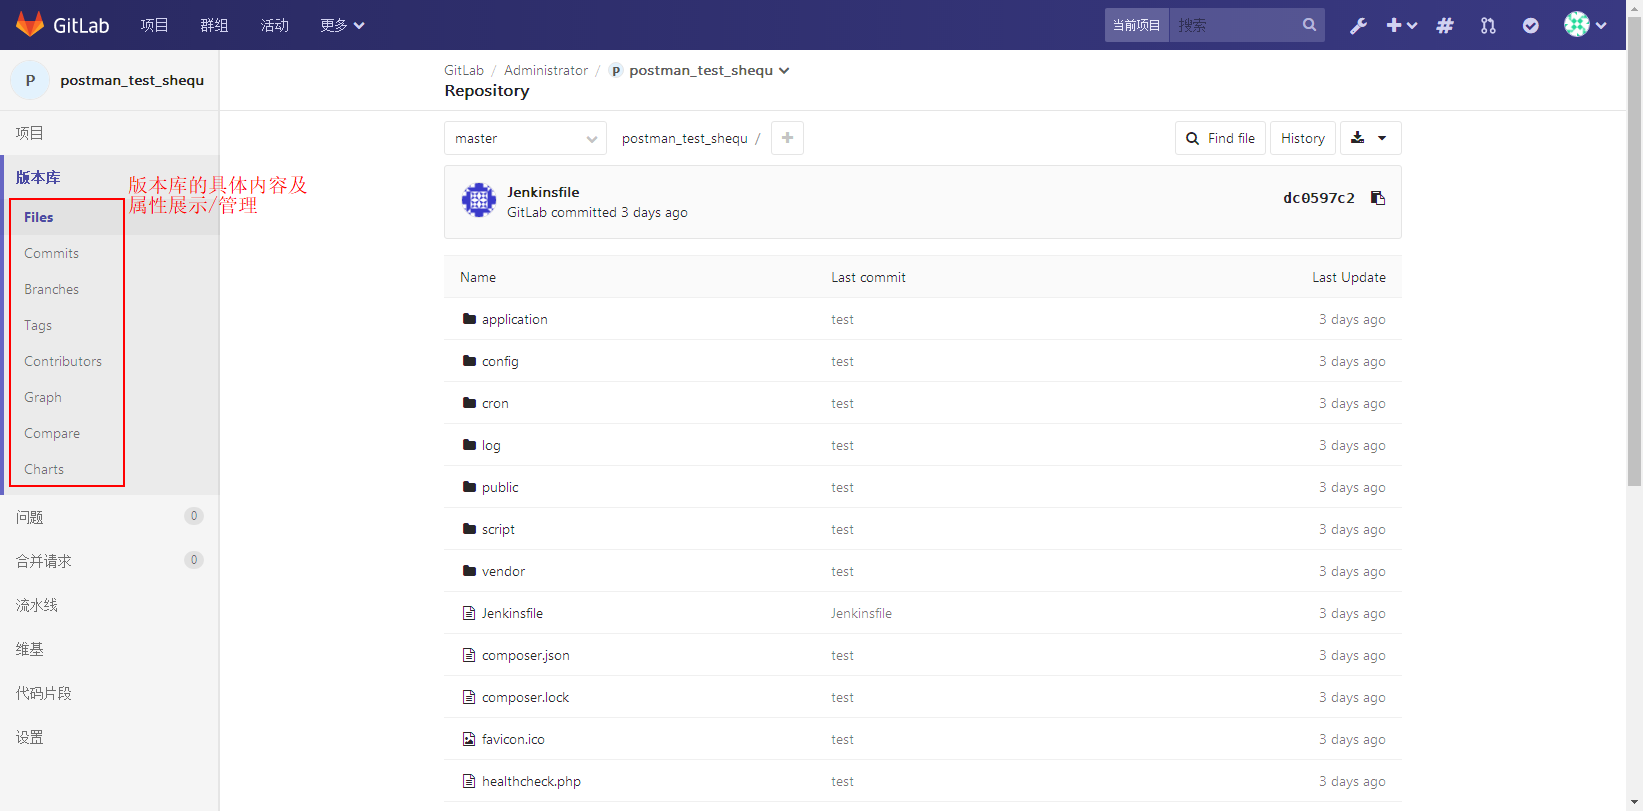 GitLab 项目 群组 活动 更多 当前项目 搜索
P postman_test_shequ
GitLab / Administrator / P postman_test_shequ
Repository
项目
版本库
版本库的具体内容及
属性展示/管理
Files
Commits
Branches
Tags
Contributors
Graph
Compare
Charts
问题 0
合并请求 0
流水线
维基
代码片段
设置
master postman_test_shequ / Find file History
Jenkinsfile
GitLab committed 3 days ago dc0597c2
Name Last commit Last Update
application test 3 days ago
config test 3 days ago
cron test 3 days ago
log test 3 days ago
public test 3 days ago
script test 3 days ago
vendor test 3 days ago
Jenkinsfile Jenkinsfile 3 days ago
composer.json test 3 days ago
composer.lock test 3 days ago
favicon.ico test 3 days ago
healthcheck.php test 3 days ago